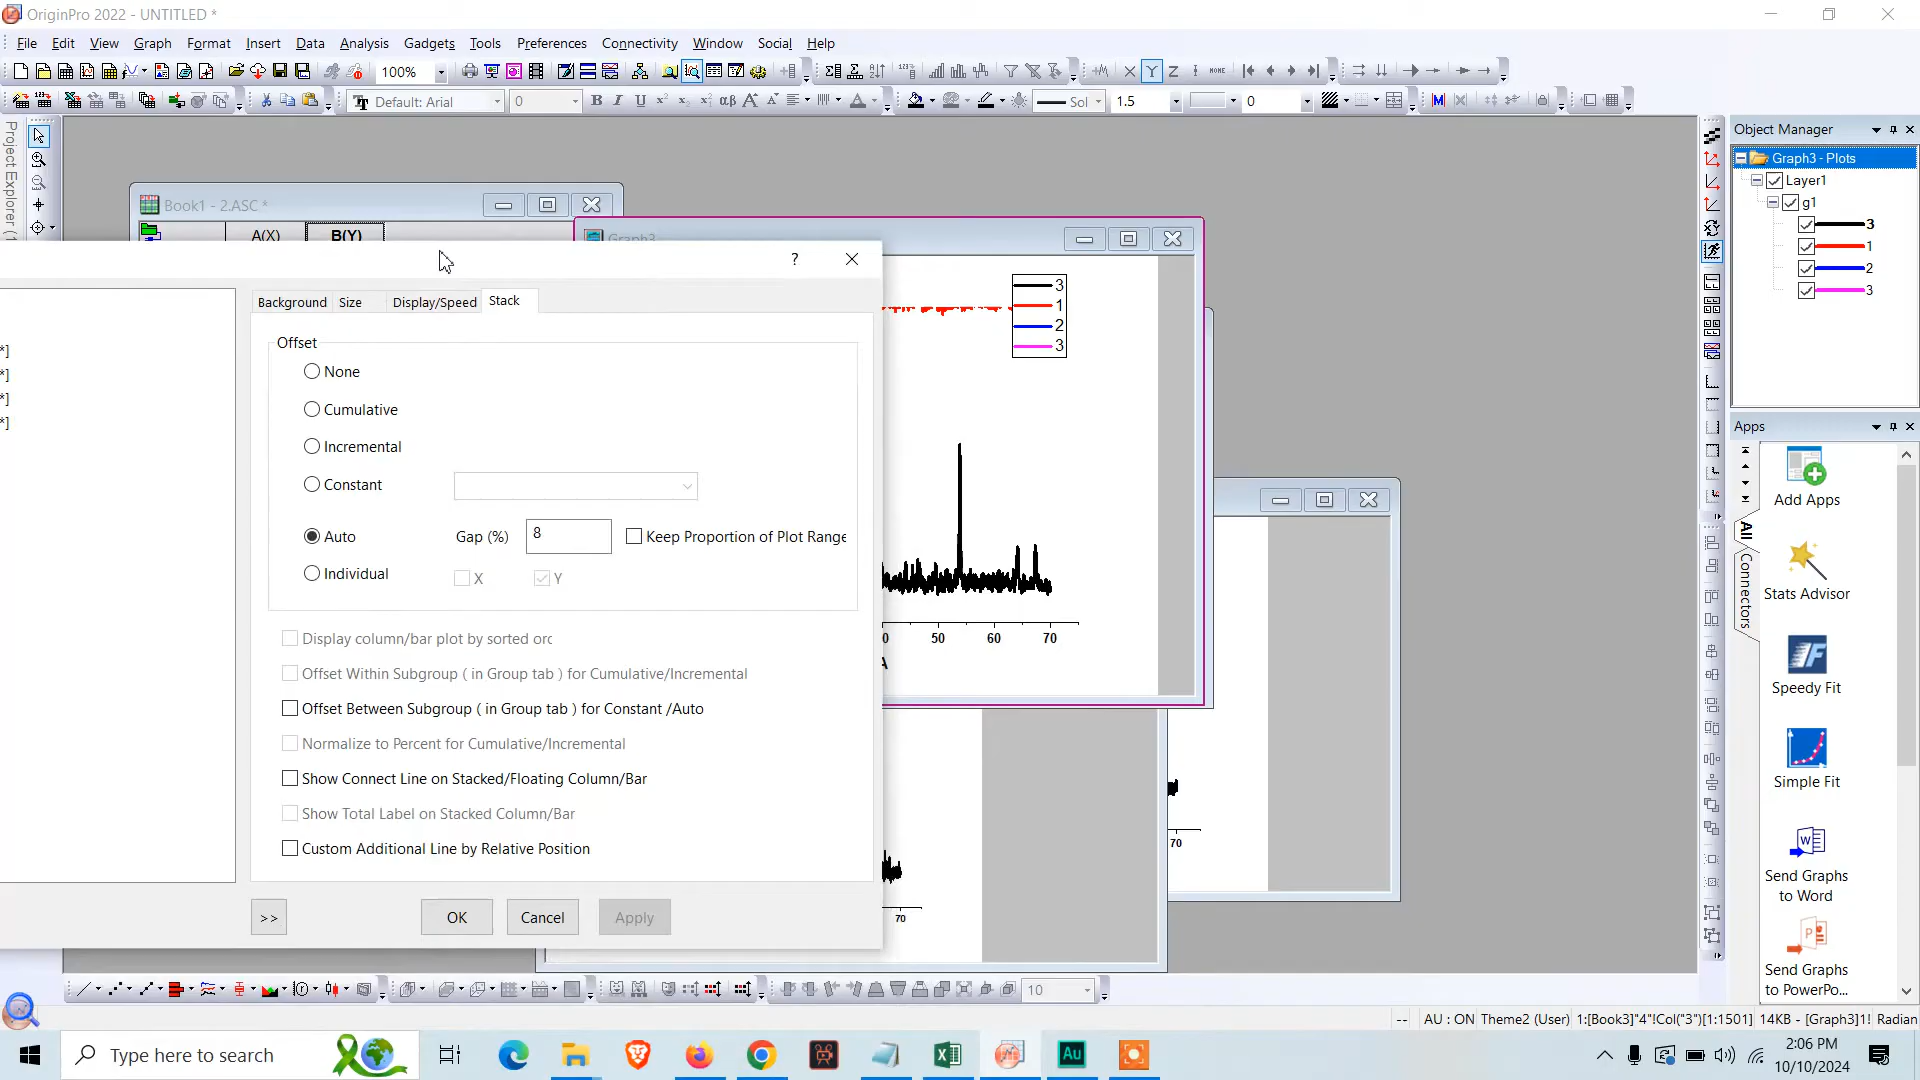 OriginPro 2022 - UNTITLED *
File Edit View Graph Format Insert Data Analysis Gadgets Tools Preferences Connectivity Window Social Help
100% Y Z NONE
Default: Arial 0 B I U αβ A A A Sol 1.5 0 M
Project Explorer (1
Object Manager
Graph3 - Plots
Layer1
g1
3
1
2
3
Book1 - 2.ASC *
A(X) B(Y)
Graph3
3
1
2
3
50 60 70
A
70
70
?
*]
*]
*]
*]
Background Size Display/Speed Stack
Offset
None
Cumulative
Incremental
Constant
Auto Gap (%) 8 Keep Proportion of Plot Range
Individual X Y
Display column/bar plot by sorted orc
Offset Within Subgroup ( in Group tab ) for Cumulative/Incremental
Offset Between Subgroup ( in Group tab ) for Constant /Auto
Normalize to Percent for Cumulative/Incremental
Show Connect Line on Stacked/Floating Column/Bar
Show Total Label on Stacked Column/Bar
Custom Additional Line by Relative Position
>> OK Cancel Apply
Apps
All
Connectors
Add Apps
Stats Advisor
Speedy Fit
Simple Fit
Send Graphs
to Word
Send Graphs
to PowerPo...
10
-- AU : ON Theme2 (User) 1:[Book3]"4"!Col("3")[1:1501] 14KB - [Graph3]1! Radian
Type here to search
Au
2:06 PM
10/10/2024